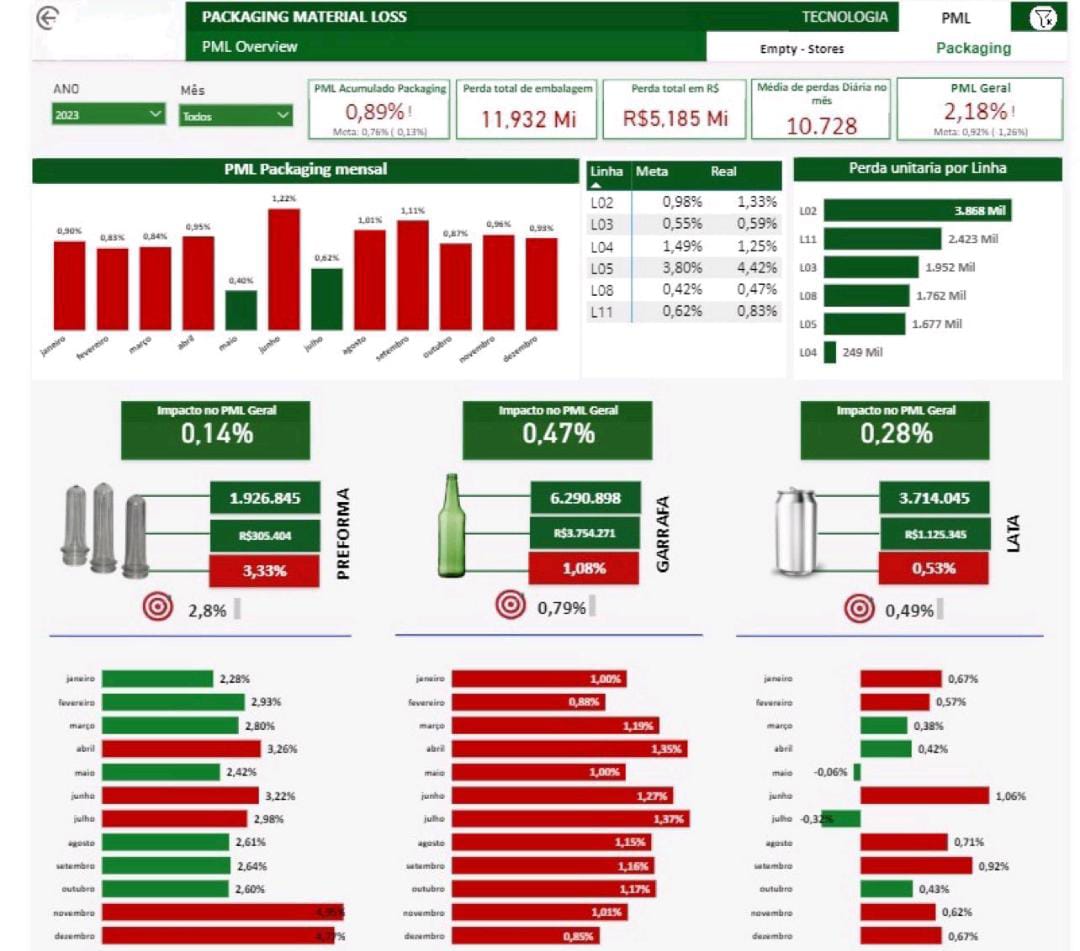 PACKAGING MATERIAL LOSS
TECNOLOGIA
PML
PML Overview
Empty - Stores
Packaging
ANO
2023
Mês
Todos
PML Acumulado Packaging
0,89%!
Meta: 0,76% ( 0,13%)
Perda total de embalagem
11,932 Mi
Perda total em R$
R$5,185 Mi
Média de perdas Diária no
mês
10.728
PML Geral
2,18%!
Meta: 0,92% ( 1,26%)
PML Packaging mensal
0,90%
0,83%
0,84%
0,95%
0,40%
1,22%
0,62%
1,01%
1,11%
0,87%
0,96%
0,93%
janeiro
fevereiro
março
abril
maio
junho
julho
agosto
setembro
outubro
novembro
dezembro
Linha Meta Real
L02 0,98% 1,33%
L03 0,55% 0,59%
L04 1,49% 1,25%
L05 3,80% 4,42%
L08 0,42% 0,47%
L11 0,62% 0,83%
Perda unitaria por Linha
L02 3.868 Mil
L11 2.423 Mil
L03 1.952 Mil
L08 1.762 Mil
L05 1.677 Mil
L04 249 Mil
Impacto no PML Geral
0,14%
1.926.845
R$305.404
3,33%
PREFORMA
2,8%
Impacto no PML Geral
0,47%
6.290.898
R$3.754.271
1,08%
GARRAFA
0,79%
Impacto no PML Geral
0,28%
3.714.045
R$1.125.345
0,53%
LATA
0,49%
janeiro 2,28%
fevereiro 2,93%
março 2,80%
abril 3,26%
maio 2,42%
junho 3,22%
julho 2,98%
agosto 2,61%
setembro 2,64%
outubro 2,60%
novembro
dezembro
janeiro 1,00%
fevereiro 0,88%
março 1,19%
abril 1,35%
maio 1,00%
junho 1,27%
julho 1,37%
agosto 1,15%
setembro 1,16%
outubro 1,17%
novembro 1,01%
dezembro 0,85%
janeiro 0,67%
fevereiro 0,57%
março 0,38%
abril 0,42%
maio -0,06%
junho 1,06%
julho -0,32%
agosto 0,71%
setembro 0,92%
outubro 0,43%
novembro 0,62%
dezembro 0,67%